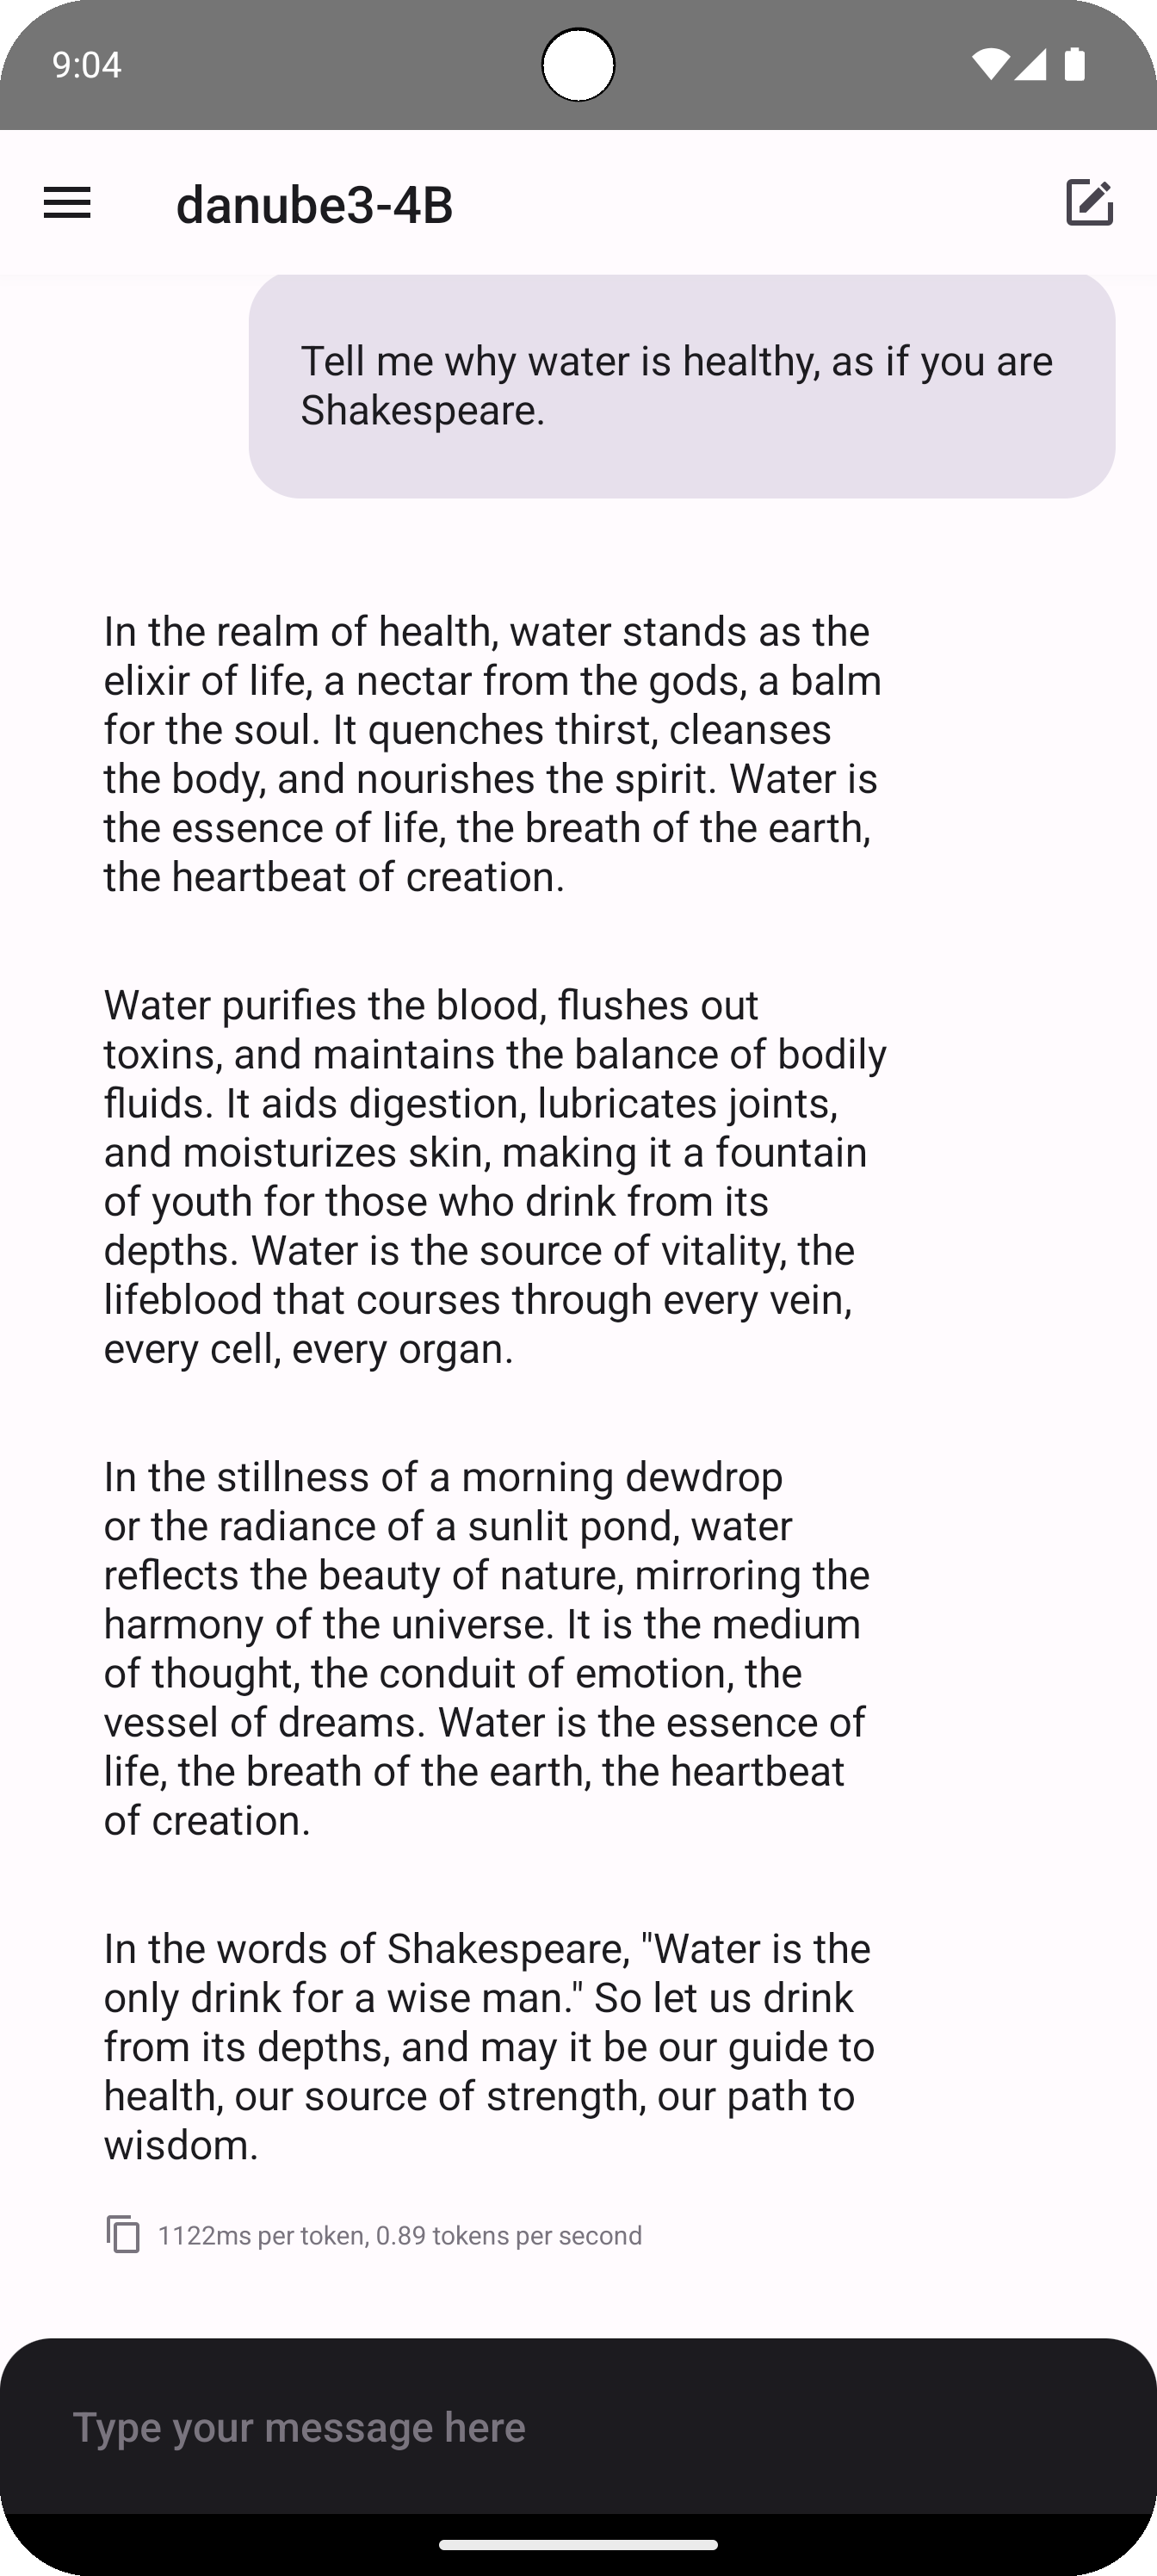 9:04
danube3-4B
Tell me why water is healthy, as if you are
Shakespeare.
In the realm of health, water stands as the
elixir of life, a nectar from the gods, a balm
for the soul. It quenches thirst, cleanses
the body, and nourishes the spirit. Water is
the essence of life, the breath of the earth,
the heartbeat of creation.
Water purifies the blood, flushes out
toxins, and maintains the balance of bodily
fluids. It aids digestion, lubricates joints,
and moisturizes skin, making it a fountain
of youth for those who drink from its
depths. Water is the source of vitality, the
lifeblood that courses through every vein,
every cell, every organ.
In the stillness of a morning dewdrop
or the radiance of a sunlit pond, water
reflects the beauty of nature, mirroring the
harmony of the universe. It is the medium
of thought, the conduit of emotion, the
vessel of dreams. Water is the essence of
life, the breath of the earth, the heartbeat
of creation.
In the words of Shakespeare, "Water is the
only drink for a wise man." So let us drink
from its depths, and may it be our guide to
health, our source of strength, our path to
wisdom.
1122ms per token, 0.89 tokens per second
Type your message here